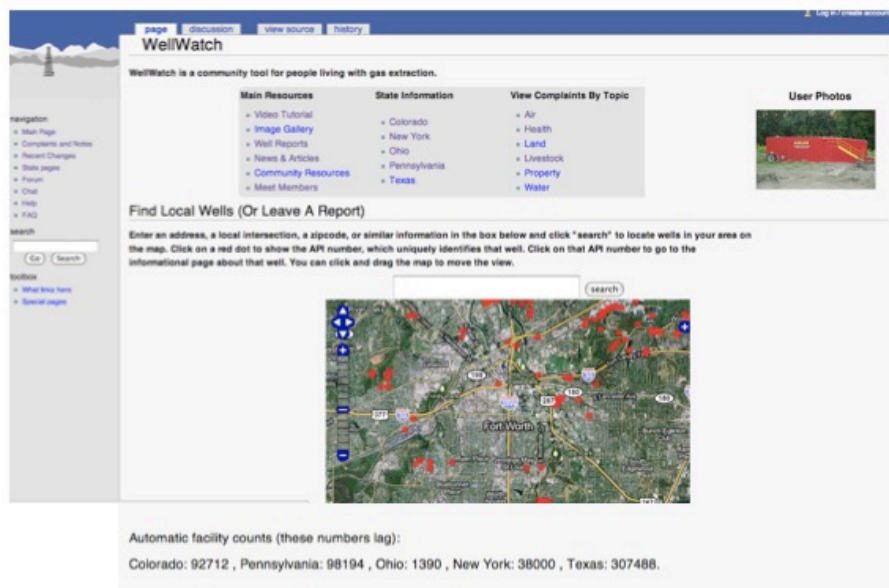 Log in / create account
page discussion view source history
WellWatch
WellWatch is a community tool for people living with gas extraction.
Main Resources
Video Tutorial
Image Gallery
Well Reports
News & Articles
Community Resources
Meet Members
State Information
Colorado
New York
Ohio
Pennsylvania
Texas
View Complaints By Topic
Air
Health
Land
Livestock
Property
Water
User Photos
navigation
Main Page
Complaints and Notes
Recent Changes
State pages
Forum
Chat
Help
FAQ
search
Go Search
toolbox
What links here
Special pages
Find Local Wells (Or Leave A Report)
Enter an address, a local intersection, a zipcode, or similar information in the box below and click "search" to locate wells in your area on
the map. Click on a red dot to show the API number, which uniquely identifies that well. Click on that API number to go to the
informational page about that well. You can click and drag the map to move the view.
search
199
180
377
267
180
Fort Worth
Automatic facility counts (these numbers lag):
Colorado: 92712 , Pennsylvania: 98194 , Ohio: 1390 , New York: 38000 , Texas: 307488.